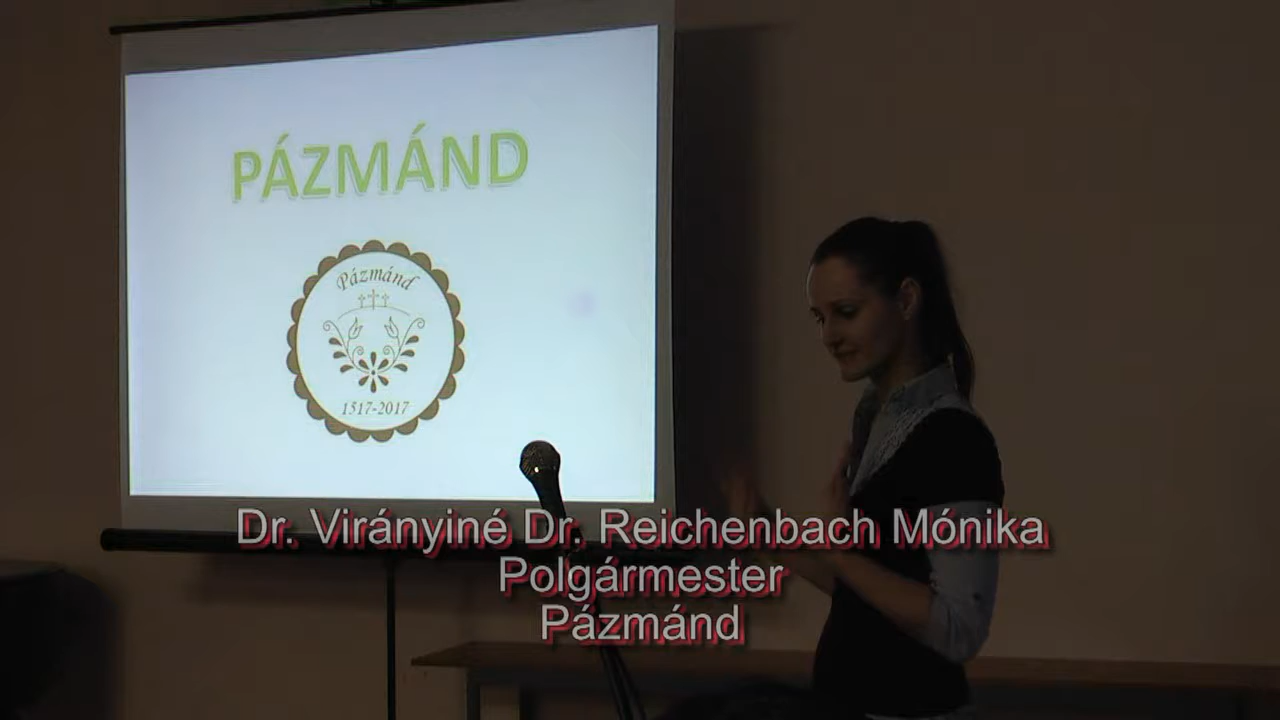 PÁZMÁND
Pázmánd
1517-2017
Dr. Virányiné Dr. Reichenbach Mónika
Polgármester
Pázmánd